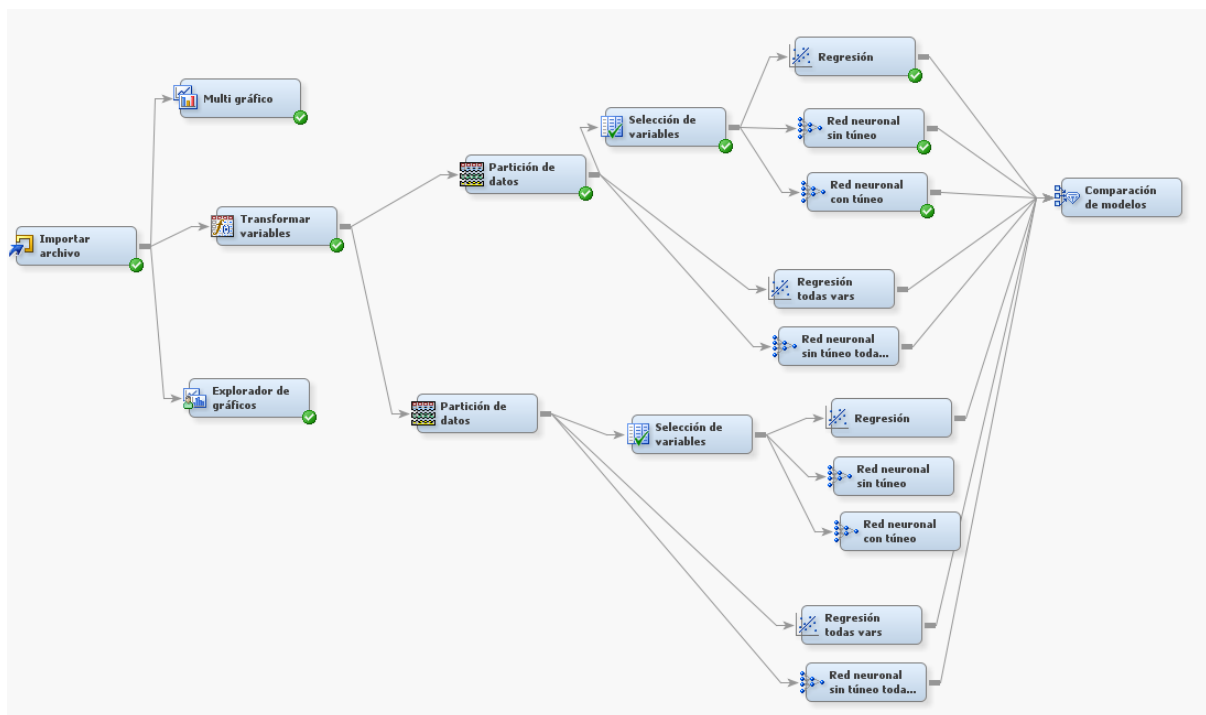 Multi gráfico
Importar
archivo
Transformar
variables
Explorador de
gráficos
Partición de
datos
Selección de
variables
Regresión
Red neuronal
sin túneo
Red neuronal
con túneo
Regresión
todas vars
Red neuronal
sin túneo toda...
Comparación
de modelos
Partición de
datos
Selección de
variables
Regresión
Red neuronal
sin túneo
Red neuronal
con túneo
Regresión
todas vars
Red neuronal
sin túneo toda...